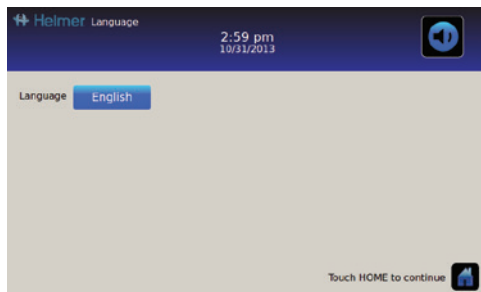 Helmer Language
2:59 pm
10/31/2013
Language English
Touch HOME to continue